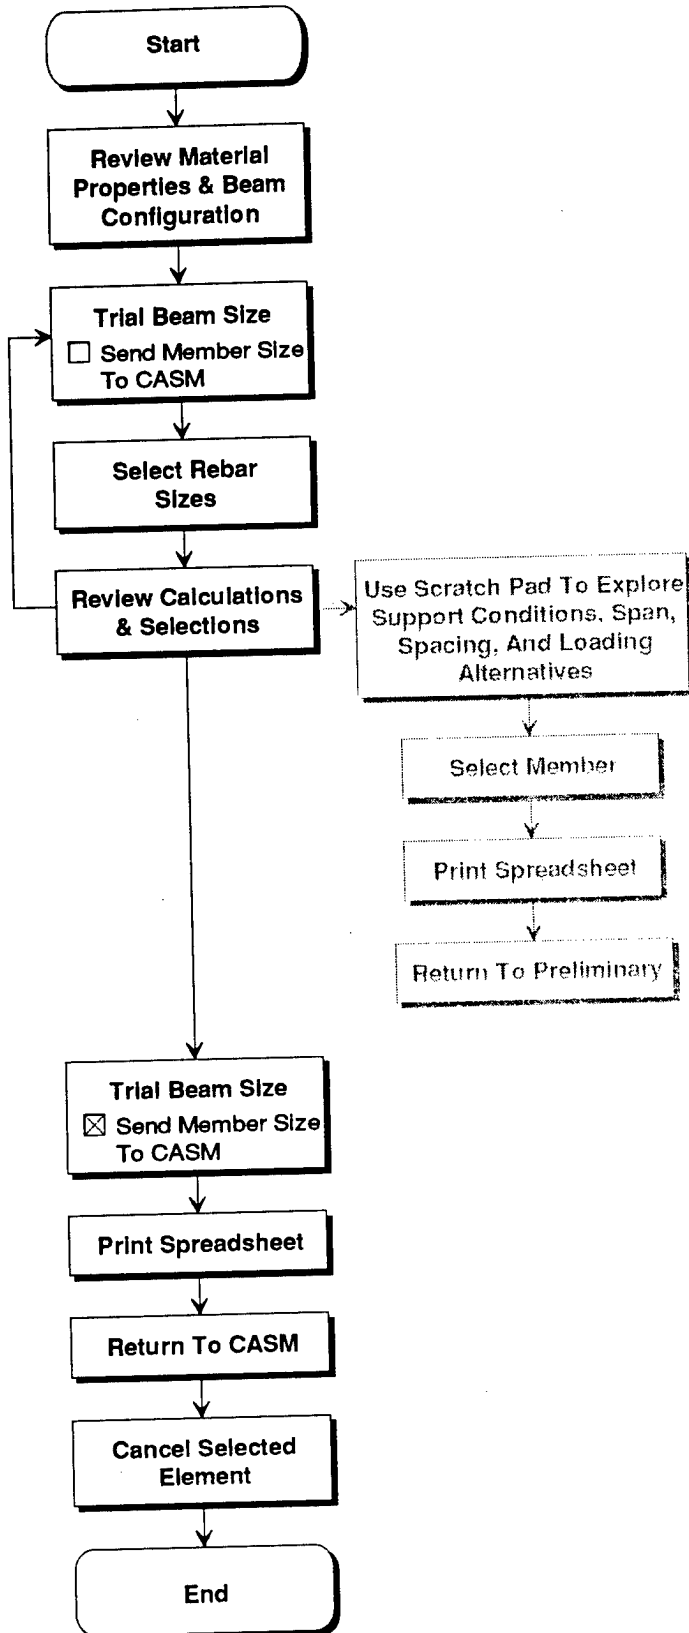 Start
Review Material
Properties & Beam
Configuration
Trial Beam Size
Send Member Size
To CASM
Select Rebar
Sizes
Review Calculations
& Selections
Use Scratch Pad To Explore
Support Conditions, Span,
Spacing, And Loading
Alternatives
Select Member
Print Spreadsheet
Return To Preliminary
Trial Beam Size
Send Member Size
To CASM
Print Spreadsheet
Return To CASM
Cancel Selected
Element
End